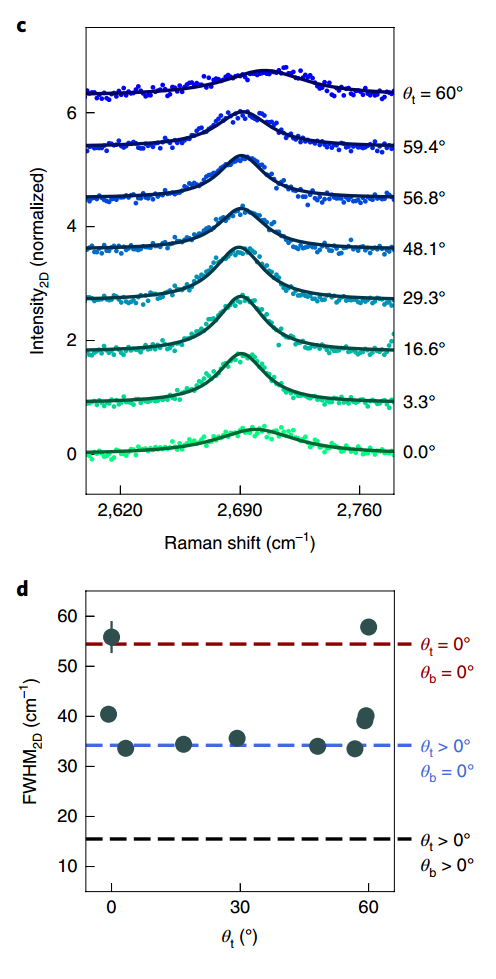 c
θt = 60°
6
59.4°
56.8°
4
48.1°
Intensity2D (normalized)
29.3°
2
16.6°
3.3°
0
0.0°
2,620
2,690
2,760
Raman shift (cm−1)
d
60
θt = 0°
θb = 0°
50
40
θt > 0°
θb = 0°
30
FWHM2D (cm−1)
20
θt > 0°
θb > 0°
10
0
30
60
θt (°)